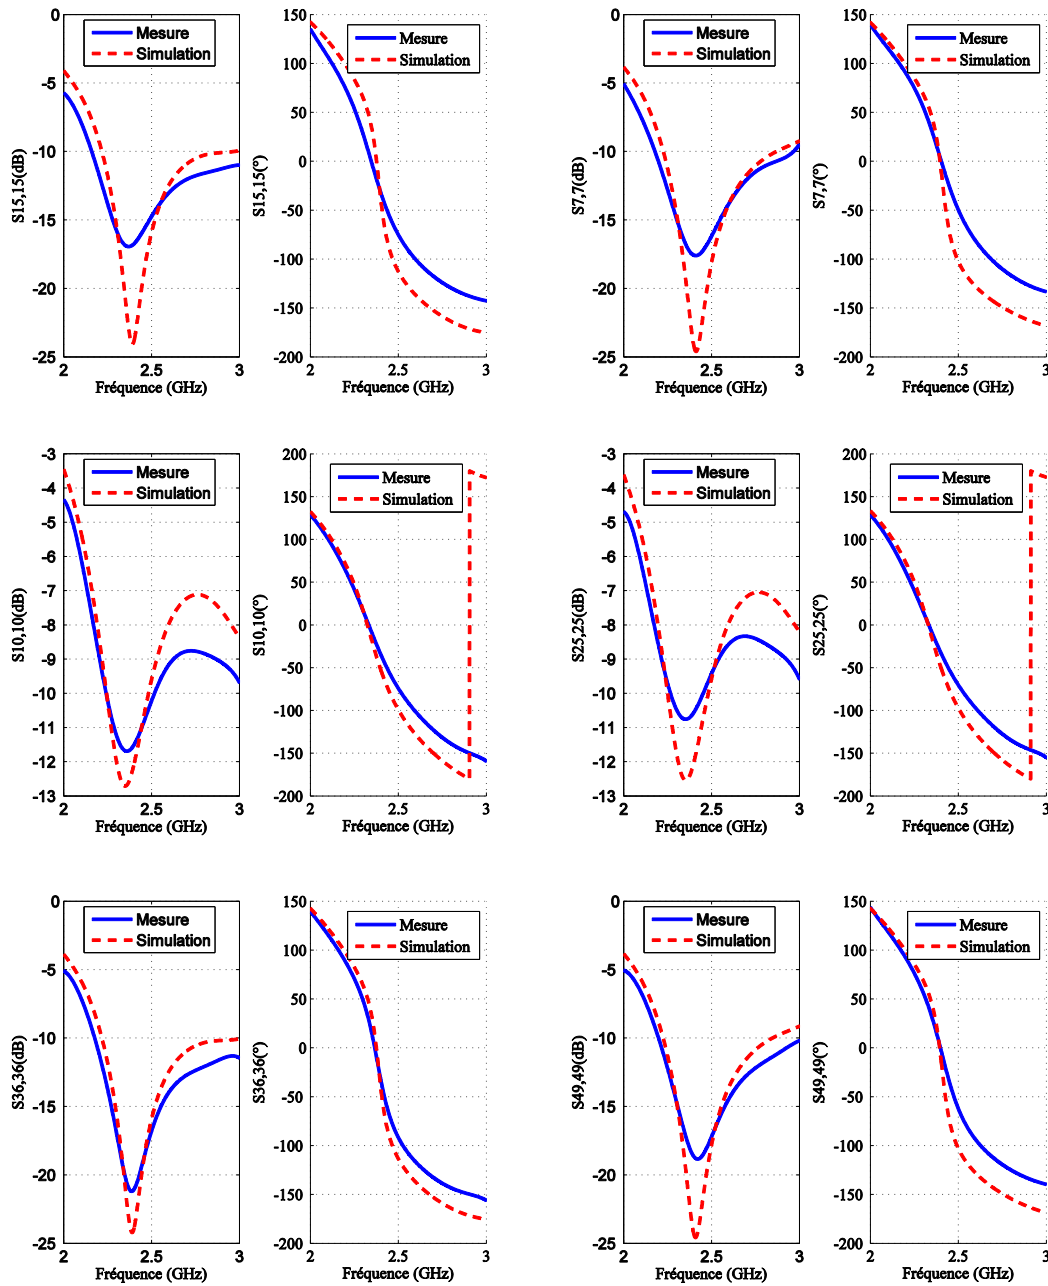 0
-5
-10
-15
-20
-25
2
2.5
3
S15,15(dB)
Fréquence (GHz)
Mesure
Simulation
150
100
50
0
-50
-100
-150
-200
2
2.5
3
S15,15(°)
Fréquence (GHz)
Mesure
Simulation
0
-5
-10
-15
-20
-25
2
2.5
3
S7,7(dB)
Fréquence (GHz)
Mesure
Simulation
150
100
50
0
-50
-100
-150
-200
2
2.5
3
S7,7(°)
Fréquence (GHz)
Mesure
Simulation
-3
-4
-5
-6
-7
-8
-9
-10
-11
-12
-13
2
2.5
3
S10,10(dB)
Fréquence (GHz)
Mesure
Simulation
200
150
100
50
0
-50
-100
-150
-200
2
2.5
3
S10,10(°)
Fréquence (GHz)
Mesure
Simulation
-3
-4
-5
-6
-7
-8
-9
-10
-11
-12
-13
2
2.5
3
S25,25(dB)
Fréquence (GHz)
Mesure
Simulation
200
150
100
50
0
-50
-100
-150
-200
2
2.5
3
S25,25(°)
Fréquence (GHz)
Mesure
Simulation
0
-5
-10
-15
-20
-25
2
2.5
3
S36,36(dB)
Fréquence (GHz)
Mesure
Simulation
150
100
50
0
-50
-100
-150
-200
2
2.5
3
S36,36(°)
Fréquence (GHz)
Mesure
Simulation
0
-5
-10
-15
-20
-25
2
2.5
3
S49,49(dB)
Fréquence (GHz)
Mesure
Simulation
150
100
50
0
-50
-100
-150
-200
2
2.5
3
S49,49(°)
Fréquence (GHz)
Mesure
Simulation